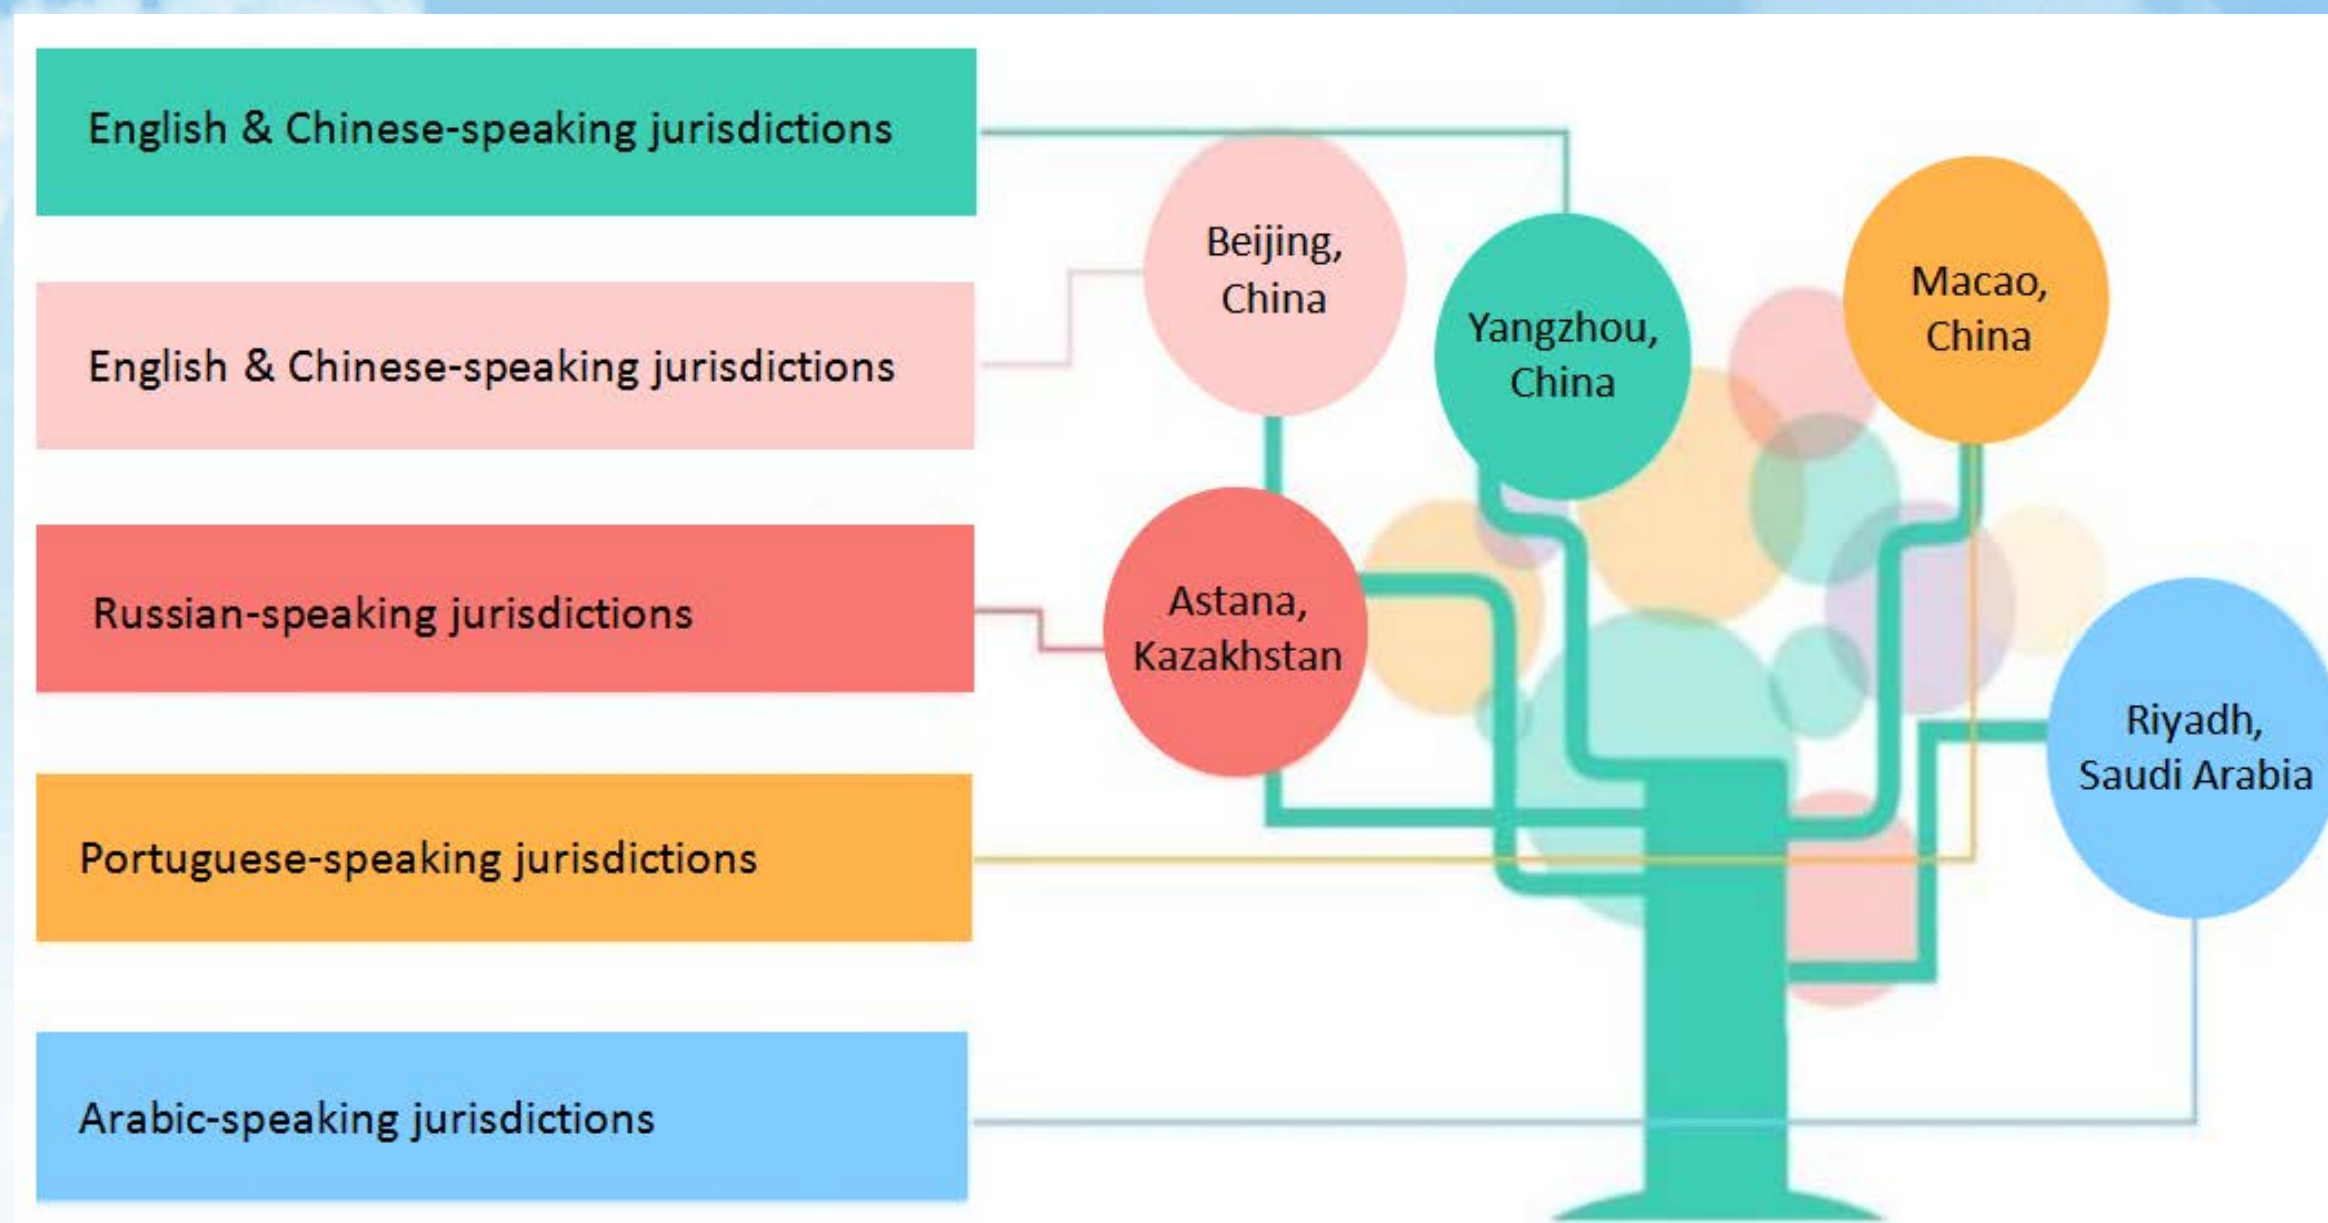 English & Chinese-speaking jurisdictions
English & Chinese-speaking jurisdictions
Russian-speaking jurisdictions
Portuguese-speaking jurisdictions
Arabic-speaking jurisdictions
Beijing,
China
Yangzhou,
China
Macao,
China
Astana,
Kazakhstan
Riyadh,
Saudi Arabia